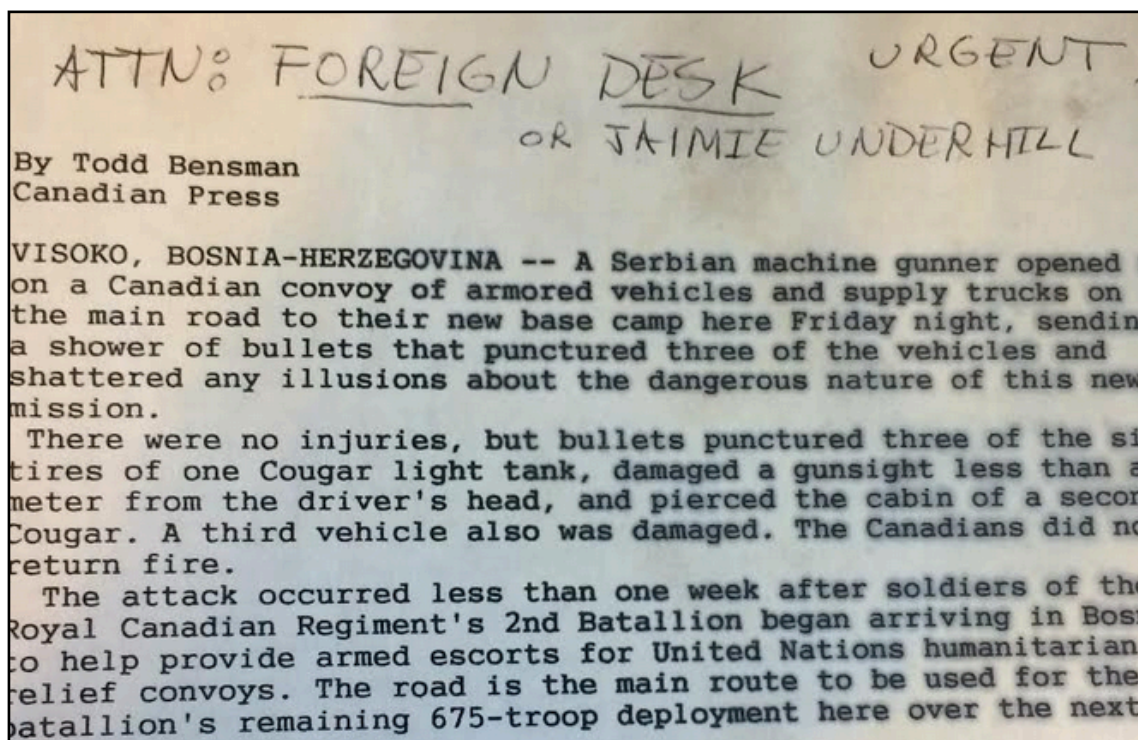 ATTN: FOREIGN DESK URGENT
OR JAIMIE UNDERHILL
By Todd Bensman
Canadian Press
VISOKO, BOSNIA-HERZEGOVINA -- A Serbian machine gunner opened
on a Canadian convoy of armored vehicles and supply trucks on
the main road to their new base camp here Friday night, sendin
a shower of bullets that punctured three of the vehicles and
shattered any illusions about the dangerous nature of this new
mission.
There were no injuries, but bullets punctured three of the si
tires of one Cougar light tank, damaged a gunsight less than a
meter from the driver's head, and pierced the cabin of a secon
Cougar. A third vehicle also was damaged. The Canadians did no
return fire.
The attack occurred less than one week after soldiers of the
Royal Canadian Regiment's 2nd Batallion began arriving in Bos
to help provide armed escorts for United Nations humanitarian
relief convoys. The road is the main route to be used for the
batallion's remaining 675-troop deployment here over the next